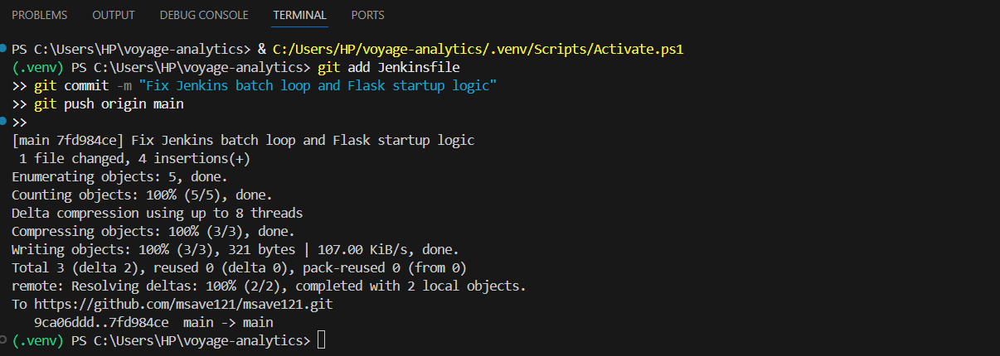 PROBLEMS OUTPUT DEBUG CONSOLE TERMINAL PORTS
PS C:\Users\HP\voyage-analytics> & C:/Users/HP/voyage-analytics/.venv/Scripts/Activate.ps1
(.venv) PS C:\Users\HP\voyage-analytics> git add Jenkinsfile
>> git commit -m "Fix Jenkins batch loop and Flask startup logic"
>> git push origin main
>>
[main 7fd984ce] Fix Jenkins batch loop and Flask startup logic
 1 file changed, 4 insertions(+)
Enumerating objects: 5, done.
Counting objects: 100% (5/5), done.
Delta compression using up to 8 threads
Compressing objects: 100% (3/3), done.
Writing objects: 100% (3/3), 321 bytes | 107.00 KiB/s, done.
Total 3 (delta 2), reused 0 (delta 0), pack-reused 0 (from 0)
remote: Resolving deltas: 100% (2/2), completed with 2 local objects.
To https://github.com/msave121/msave121.git
   9ca06ddd..7fd984ce  main -> main
(.venv) PS C:\Users\HP\voyage-analytics>